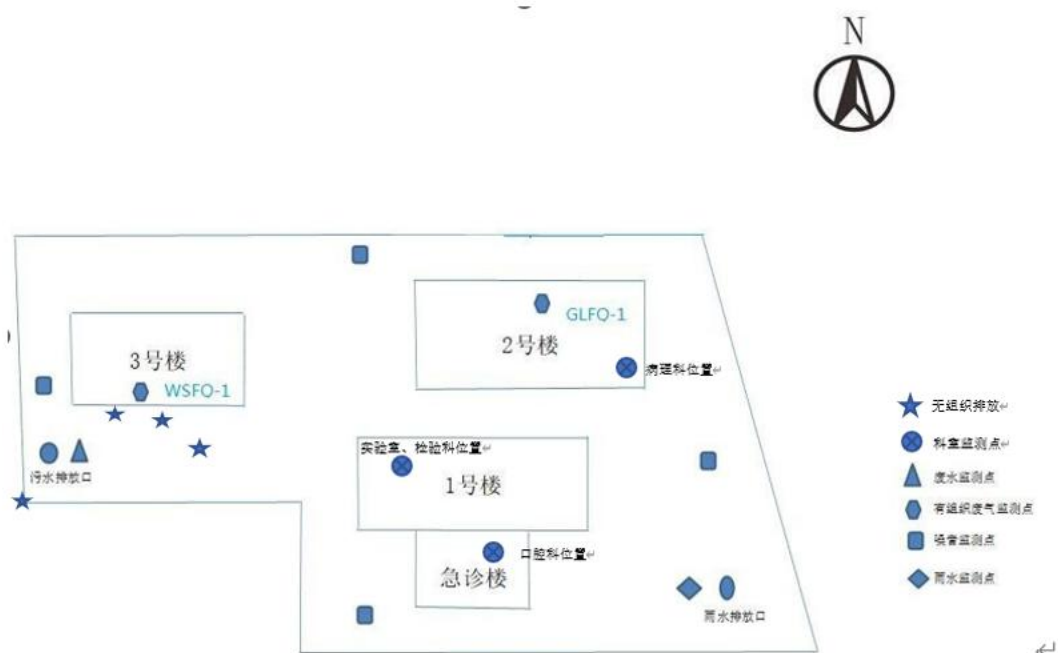 N
GLFQ-1
2号楼
病理科位置
3号楼
WSFQ-1
无组织排放
实验室、检验科位置
科室监测点
污水排放口
1号楼
废水监测点
有组织废气监测点
噪音监测点
口腔科位置
急诊楼
雨水监测点
雨水排放口